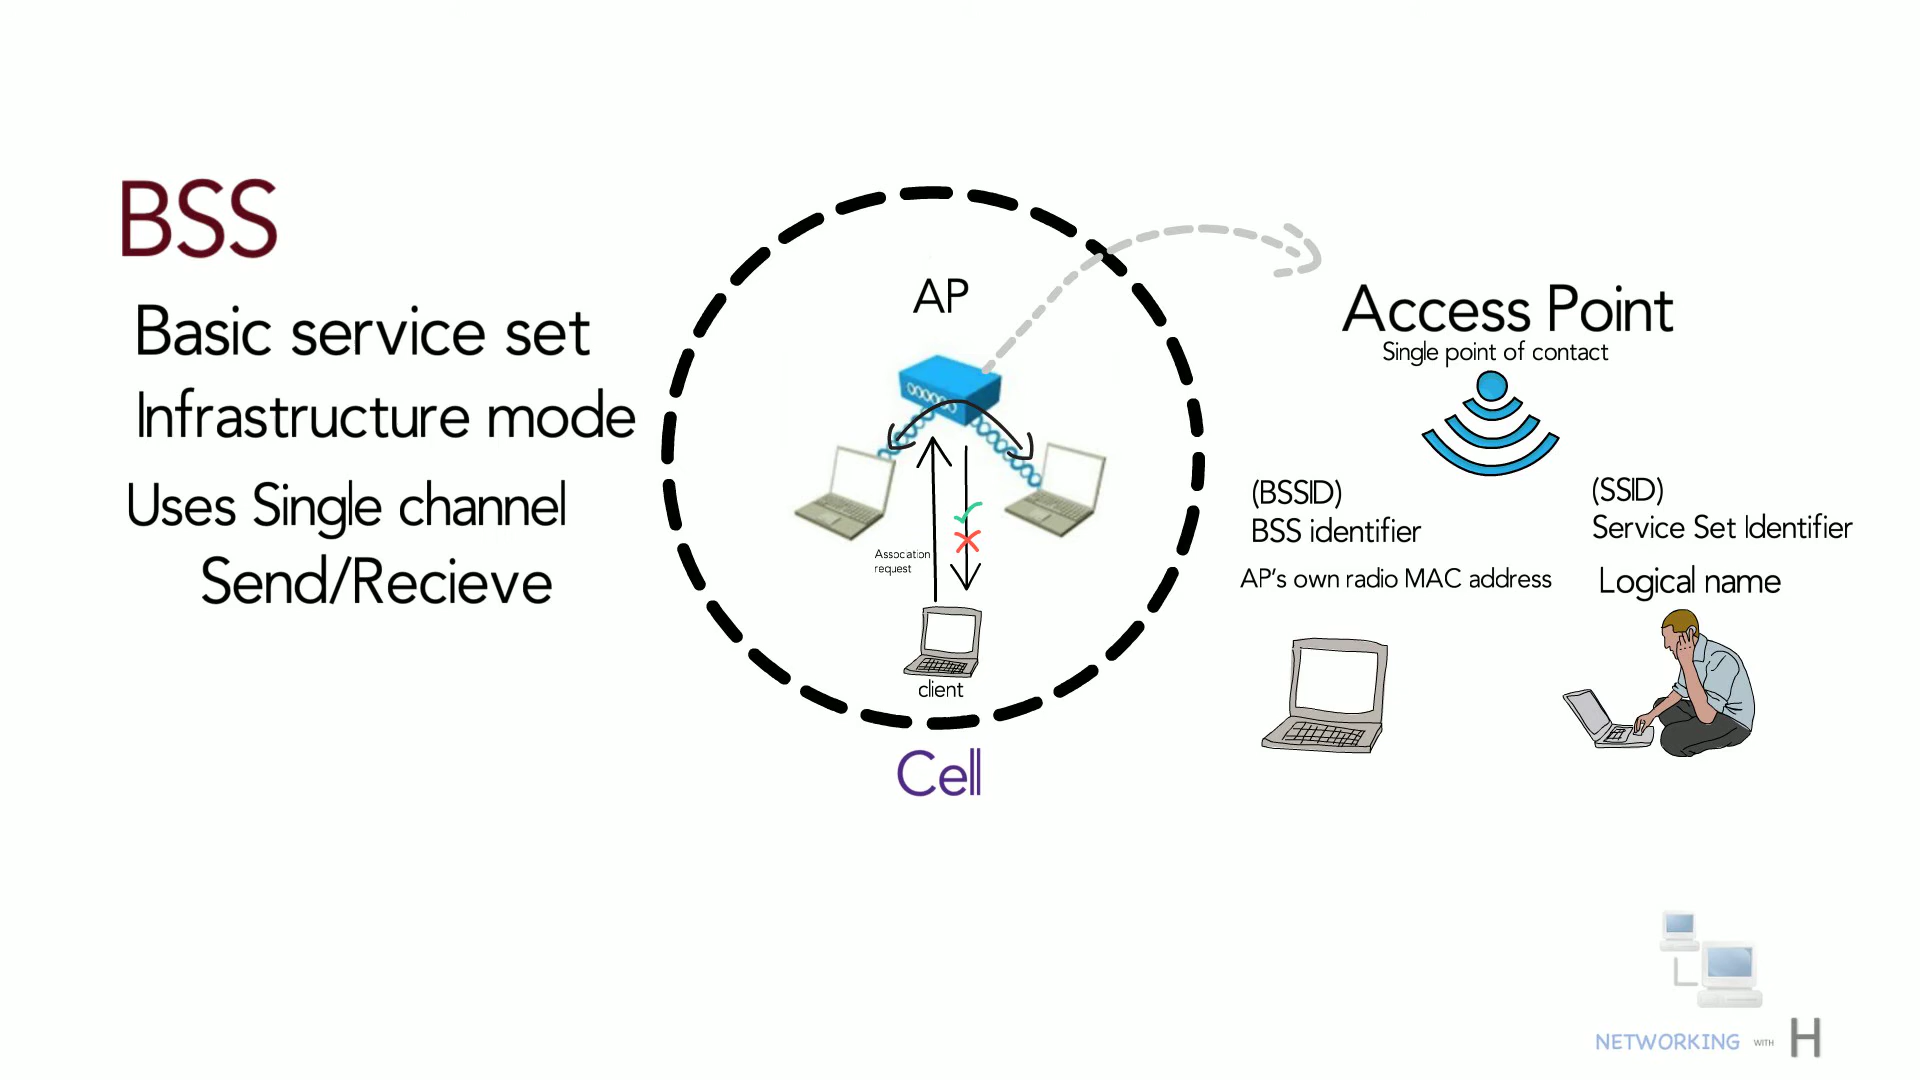 BSS
Basic service set
Infrastructure mode
Uses Single channel
Send/Recieve
AP
Association
request
client
Cell
Access Point
Single point of contact
(BSSID)
BSS identifier
AP's own radio MAC address
(SSID)
Service Set Identifier
Logical name
NETWORKING WITH H